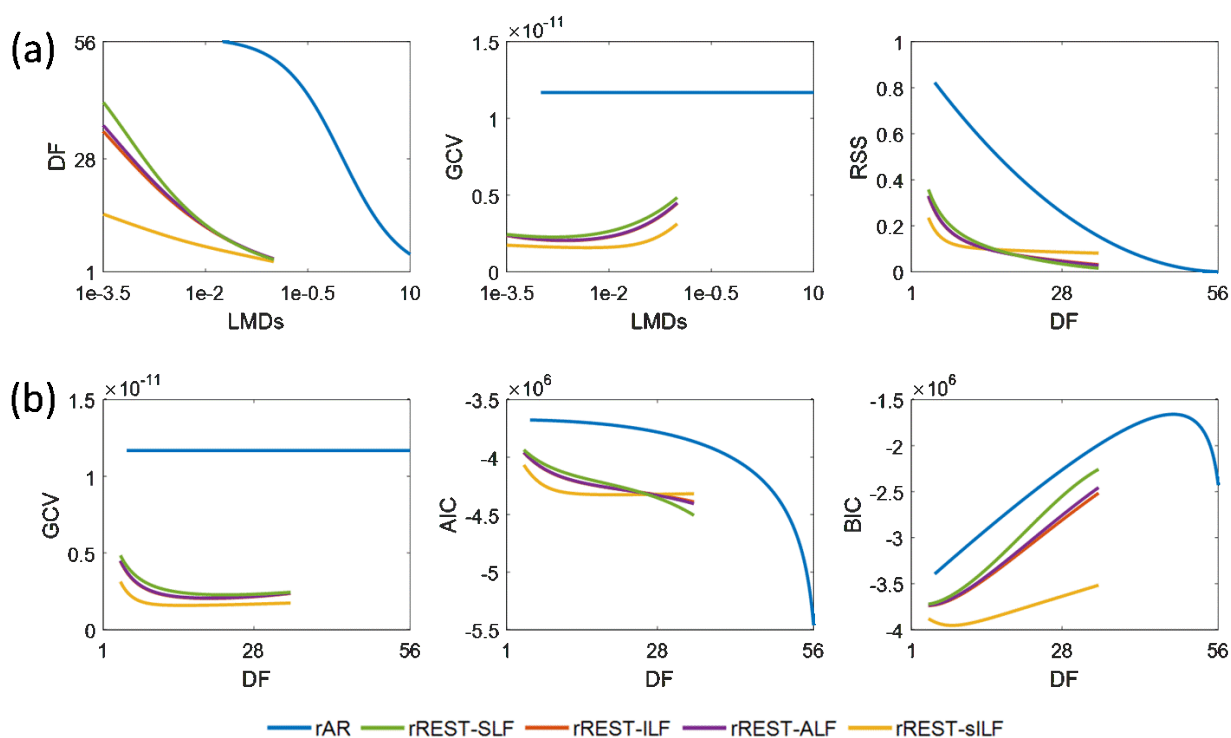 (a)
56
28
1
DF
1e-3.5
1e-2
1e-0.5
10
LMDs
×10⁻¹¹
1.5
1
0.5
0
GCV
1e-3.5
1e-2
1e-0.5
10
LMDs
1
0.8
0.6
0.4
0.2
0
RSS
1
28
56
DF
(b)
×10⁻¹¹
1.5
1
0.5
0
GCV
1
28
56
DF
×10⁶
-3.5
-4
-4.5
-5
-5.5
AIC
1
28
56
DF
×10⁶
-1.5
-2
-2.5
-3
-3.5
-4
BIC
1
28
56
DF
rAR rREST-SLF rREST-ILF rREST-ALF rREST-sILF